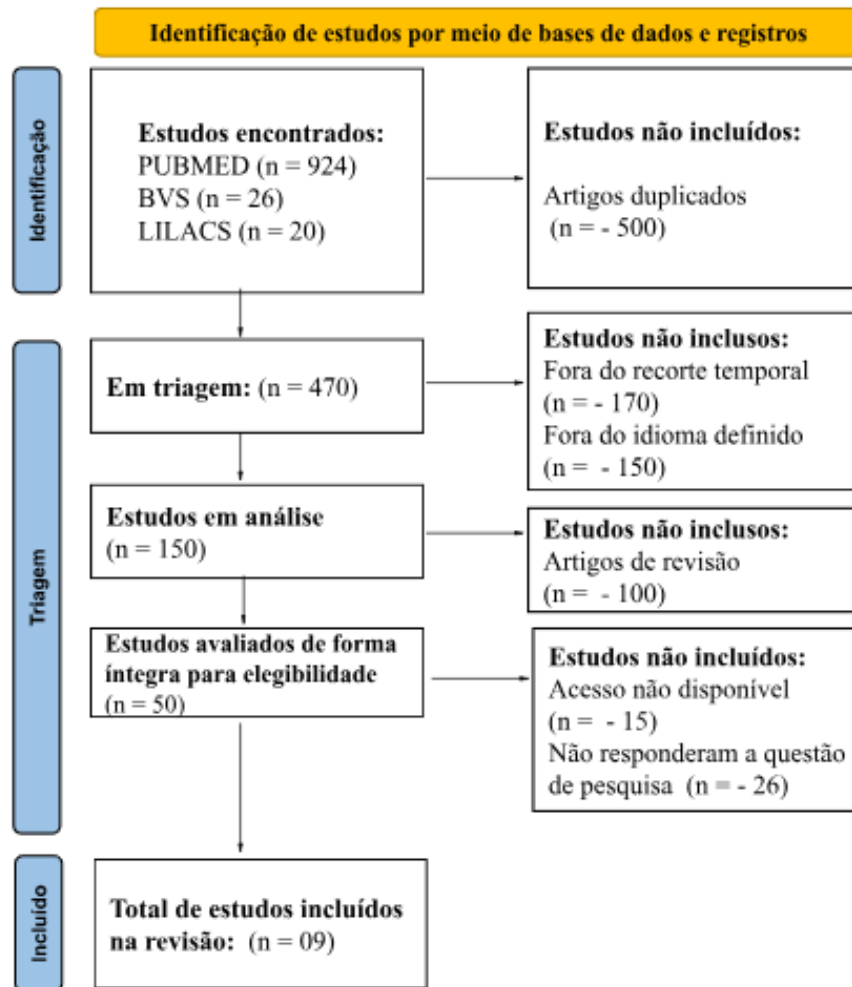 Identificação de estudos por meio de bases de dados e registros
Identificação
Estudos encontrados:
PUBMED (n = 924)
BVS (n = 26)
LILACS (n = 20)
Estudos não incluídos:
Artigos duplicados
(n = - 500)
Triagem
Em triagem: (n = 470)
Estudos não inclusos:
Fora do recorte temporal
(n = - 170)
Fora do idioma definido
(n = - 150)
Estudos em análise
(n = 150)
Estudos não inclusos:
Artigos de revisão
(n = - 100)
Estudos avaliados de forma
íntegra para elegibilidade
(n = 50)
Estudos não incluídos:
Acesso não disponível
(n = - 15)
Não responderam a questão
de pesquisa (n = - 26)
Incluído
Total de estudos incluídos
na revisão: (n = 09)